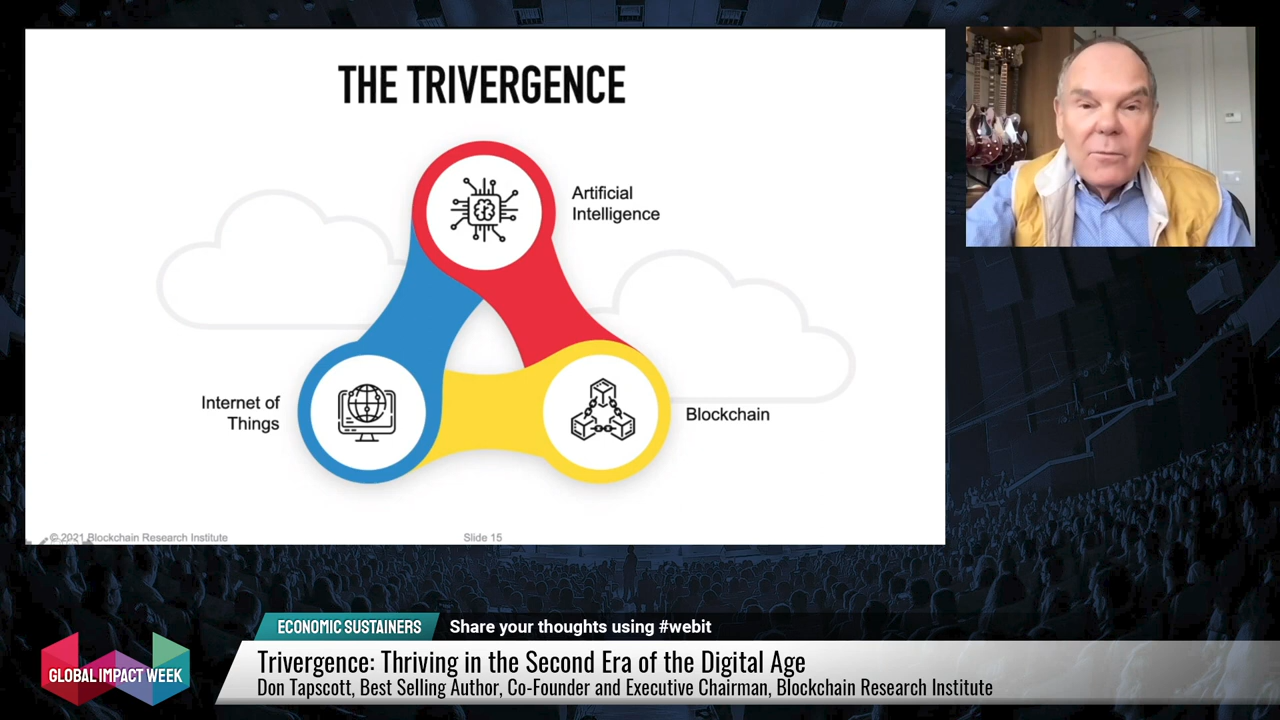 THE TRIVERGENCE
Artificial
Intelligence
Internet of
Things
Blockchain
© 2021 Blockchain Research Institute
Slide 15
ECONOMIC SUSTAINERS
Share your thoughts using #webit
GLOBAL IMPACT WEEK
Trivergence: Thriving in the Second Era of the Digital Age
Don Tapscott, Best Selling Author, Co-Founder and Executive Chairman, Blockchain Research Institute